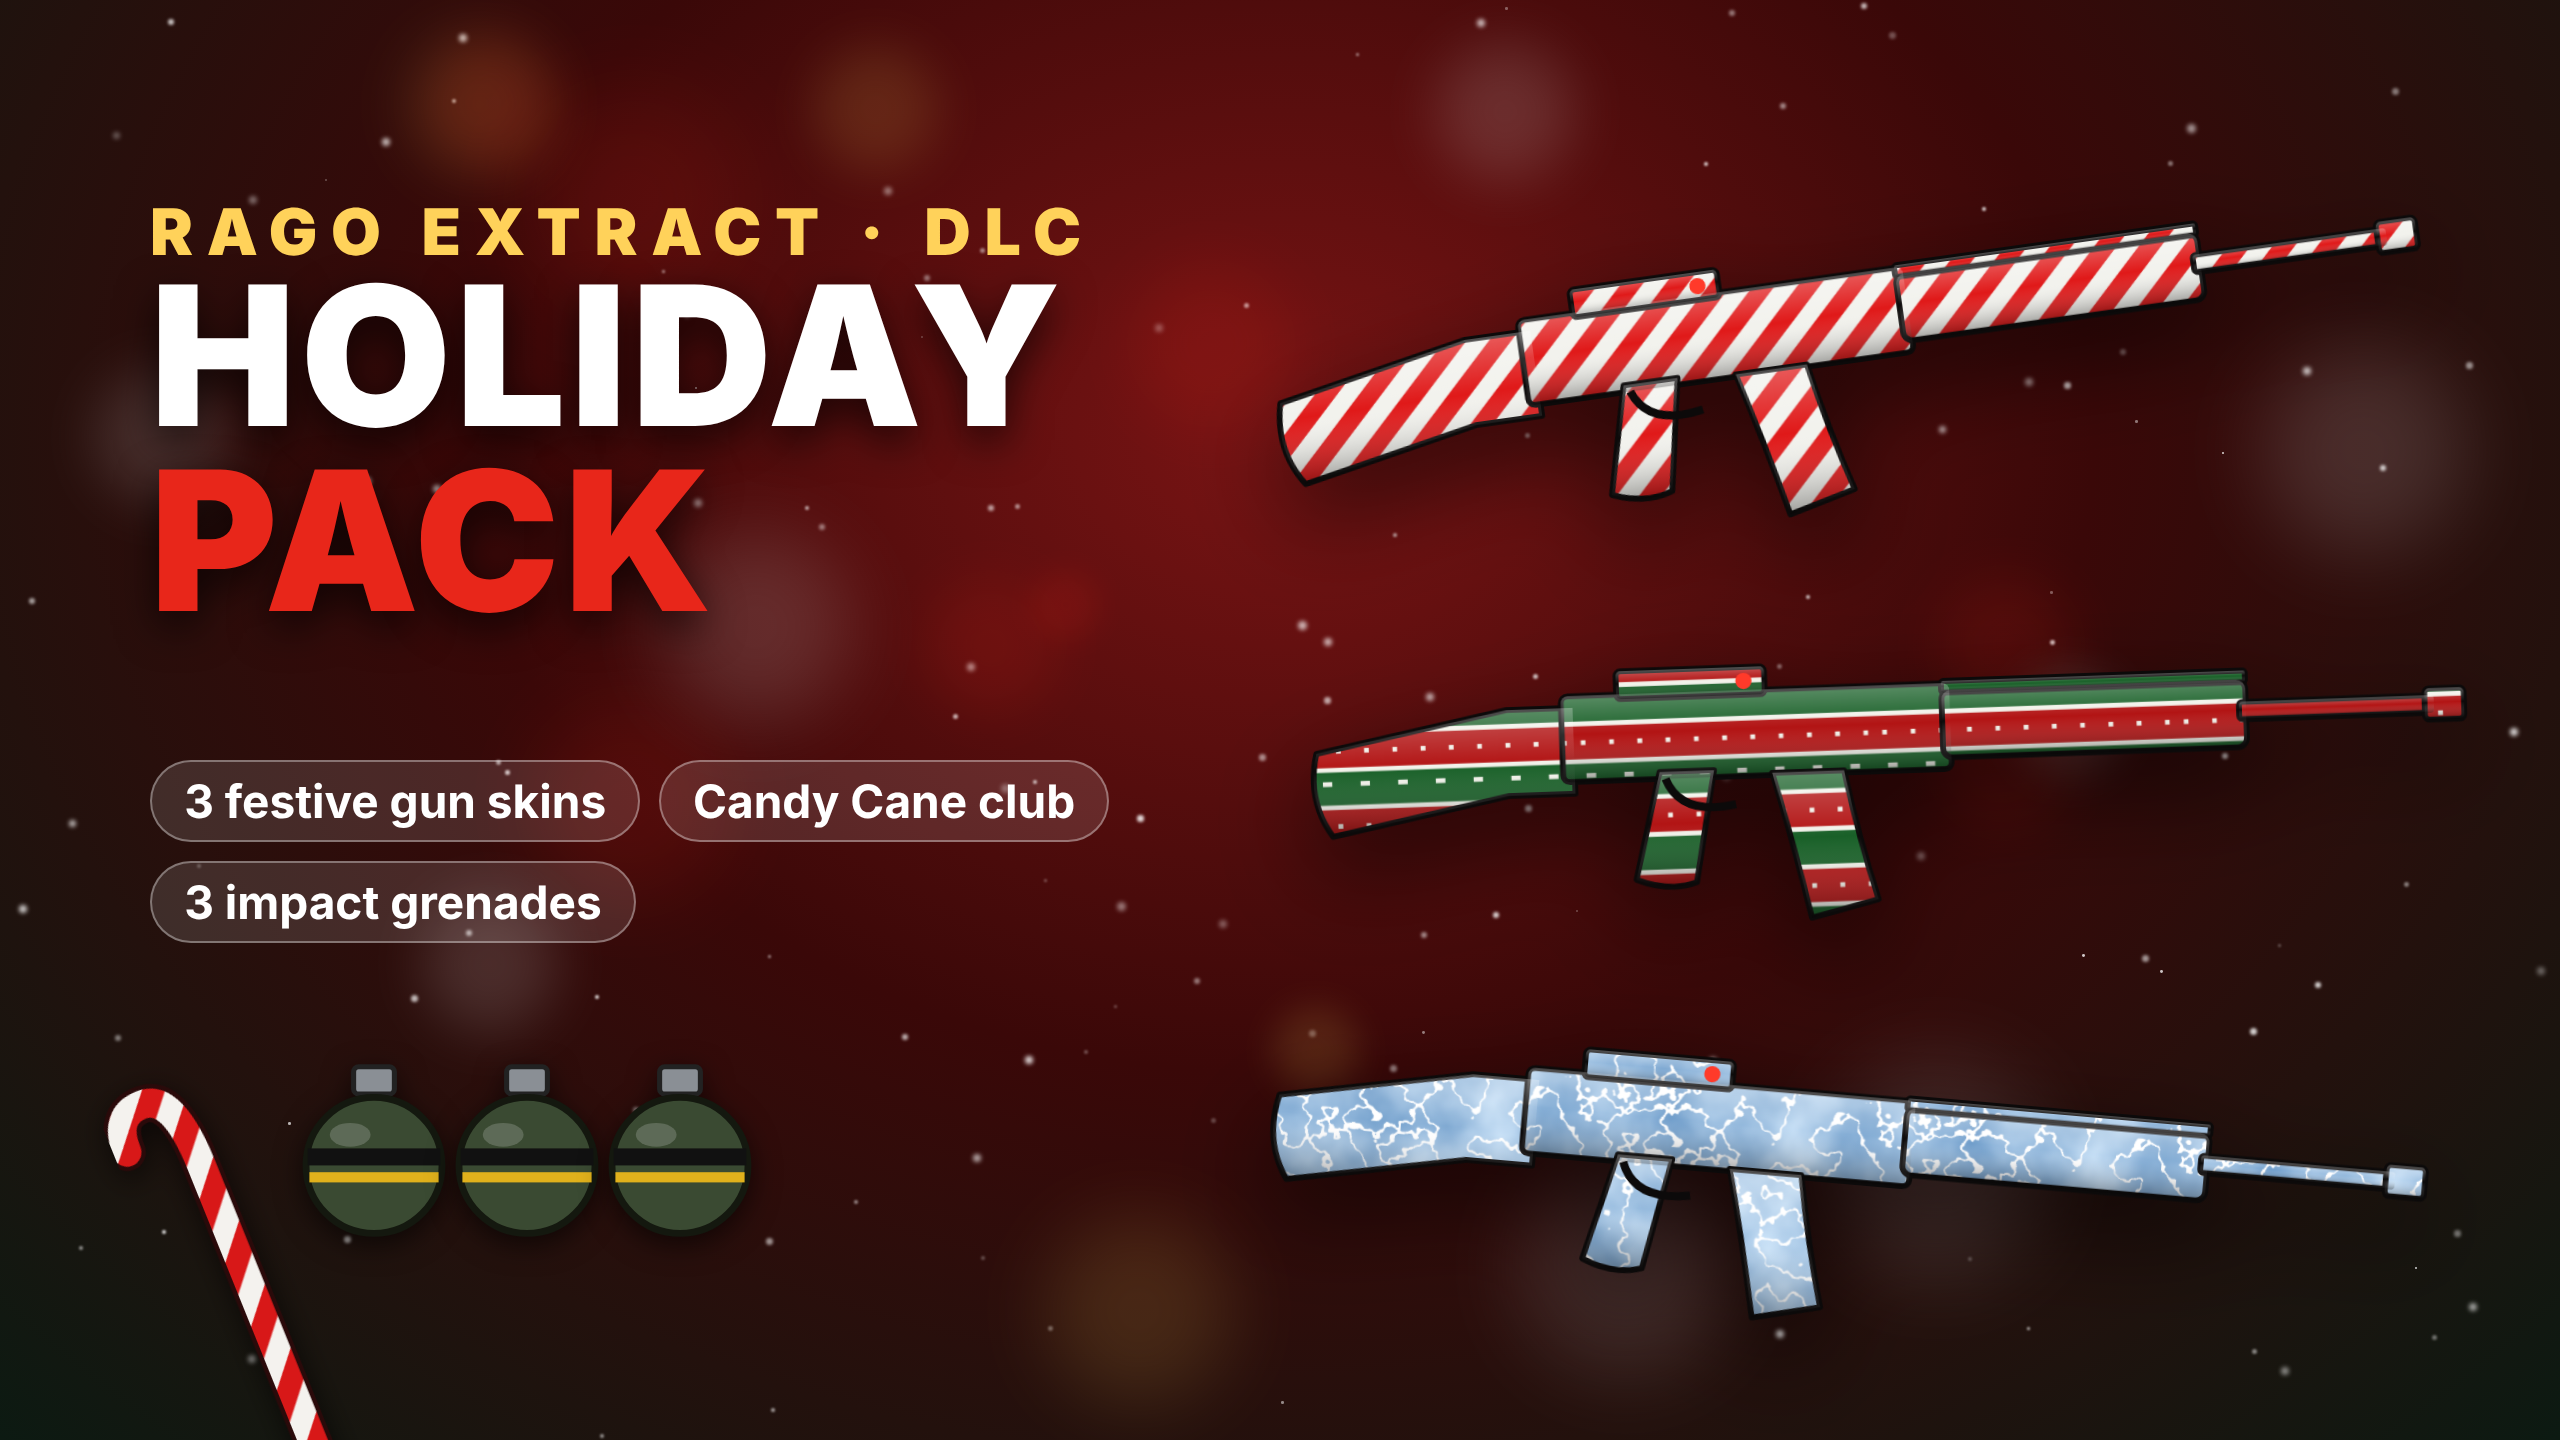 RAGO EXTRACT · DLC
HOLIDAY
PACK
3 festive gun skins
Candy Cane club
3 impact grenades